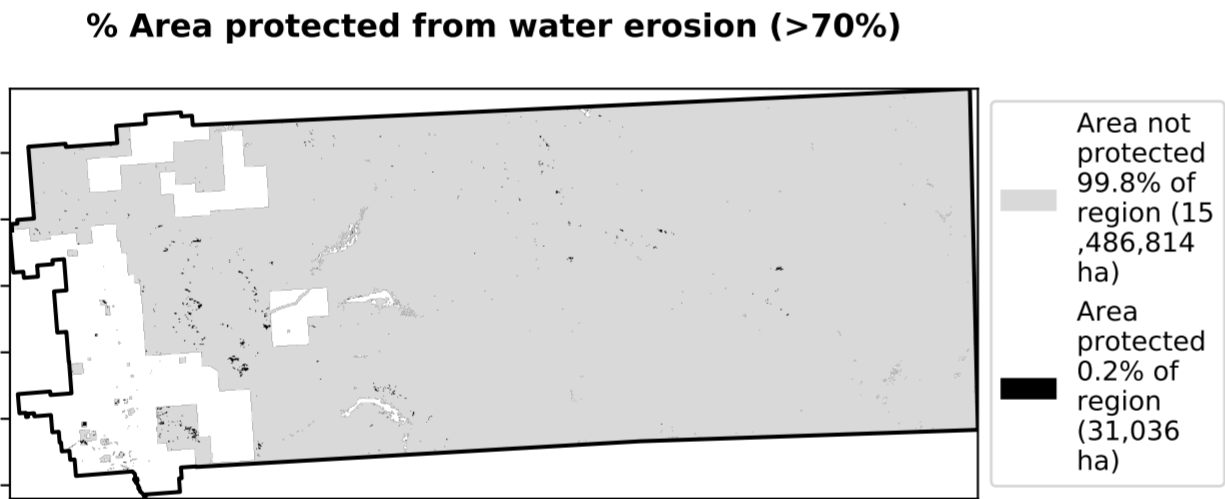 % Area protected from water erosion (>70%)
Area not
protected
99.8% of
region (15
,486,814
ha)
Area
protected
0.2% of
region
(31,036
ha)